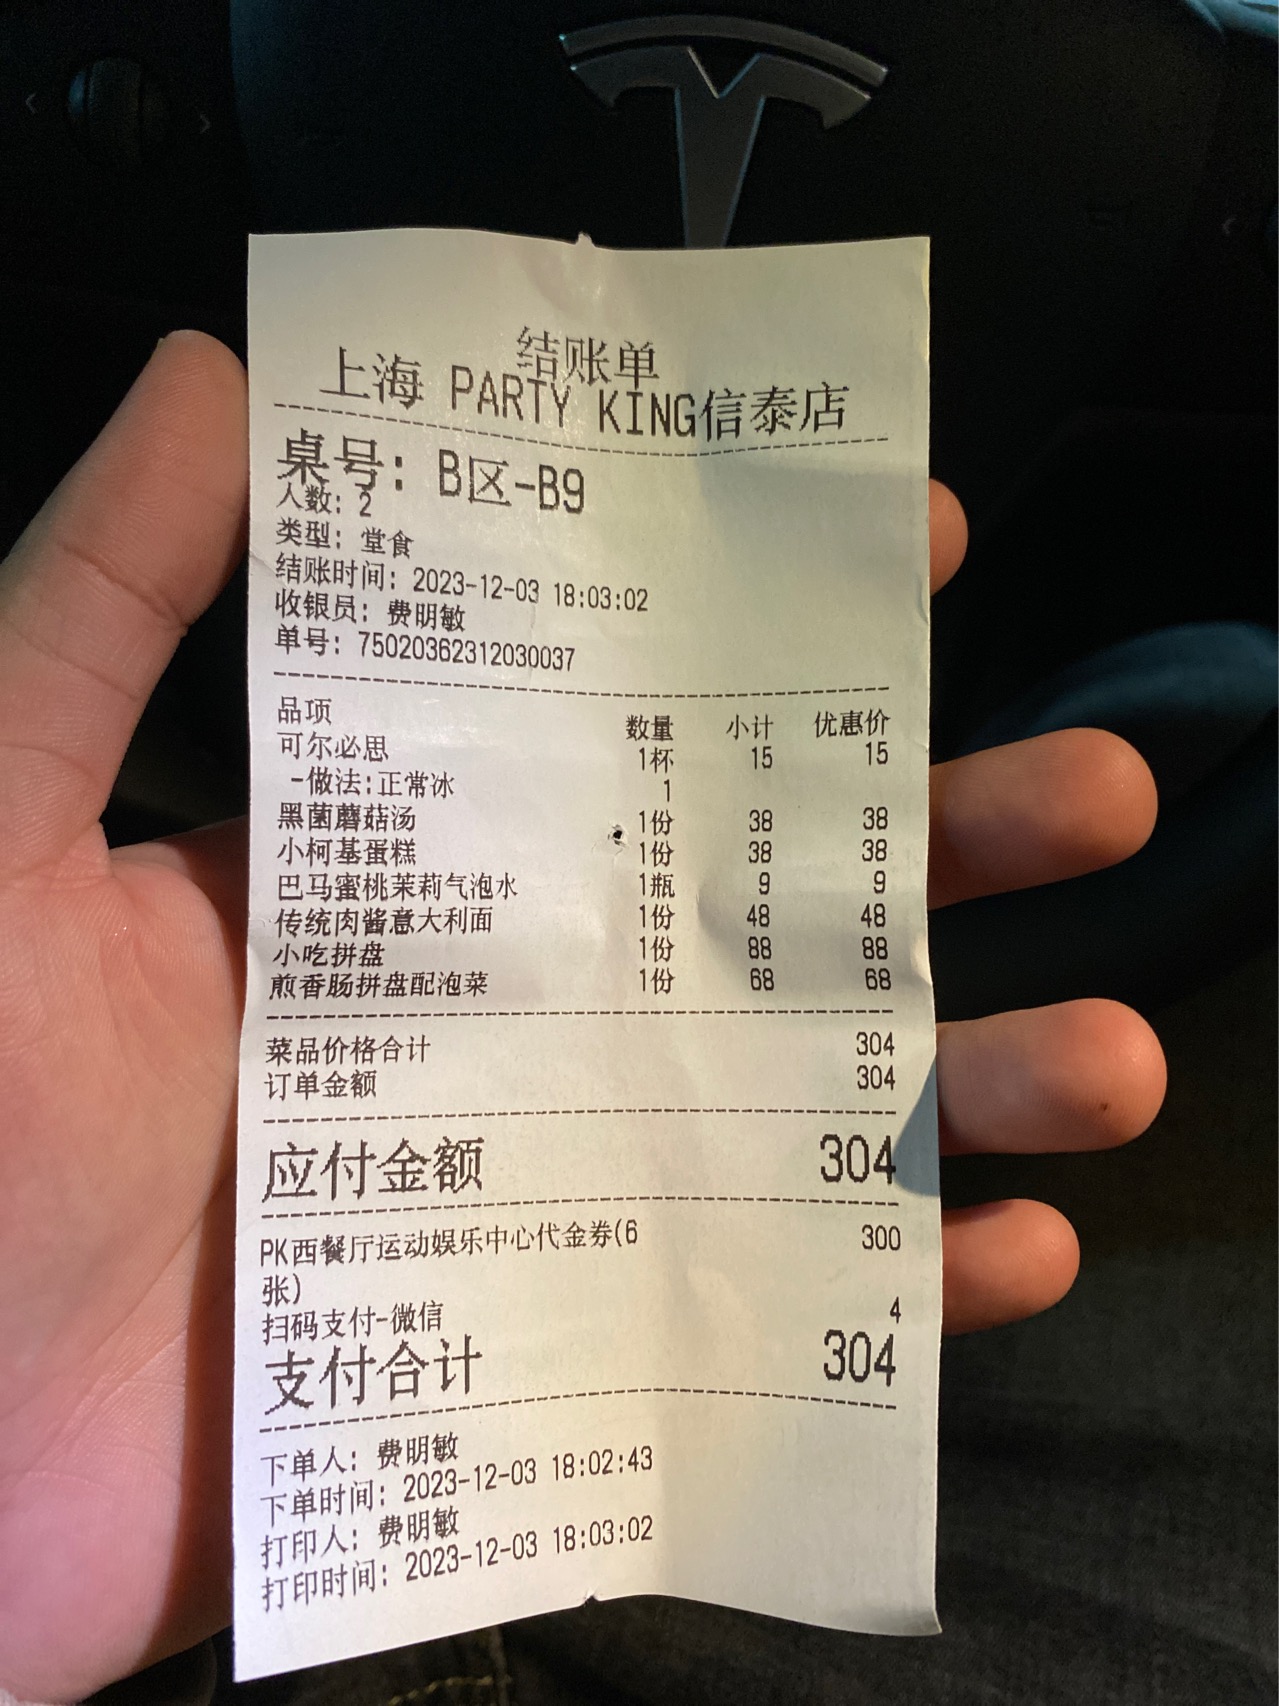 结账单
上海 PARTY KING信泰店
桌号: B区-B9
人数: 2
类型: 堂食
结账时间: 2023-12-03 18:03:02
收银员: 费明敏
单号: 75020362312030037
品项 数量 小计 优惠价
可尔必思 1杯 15 15
-做法:正常冰 1
黑菌蘑菇汤 1份 38 38
小柯基蛋糕 1份 38 38
巴马蜜桃茉莉气泡水 1瓶 9 9
传统肉酱意大利面 1份 48 48
小吃拼盘 1份 88 88
煎香肠拼盘配泡菜 1份 68 68
菜品价格合计 304
订单金额 304
应付金额 304
PK西餐厅运动娱乐中心代金券(6 300
张)
扫码支付-微信 4
支付合计 304
下单人: 费明敏
下单时间: 2023-12-03 18:02:43
打印人: 费明敏
打印时间: 2023-12-03 18:03:02